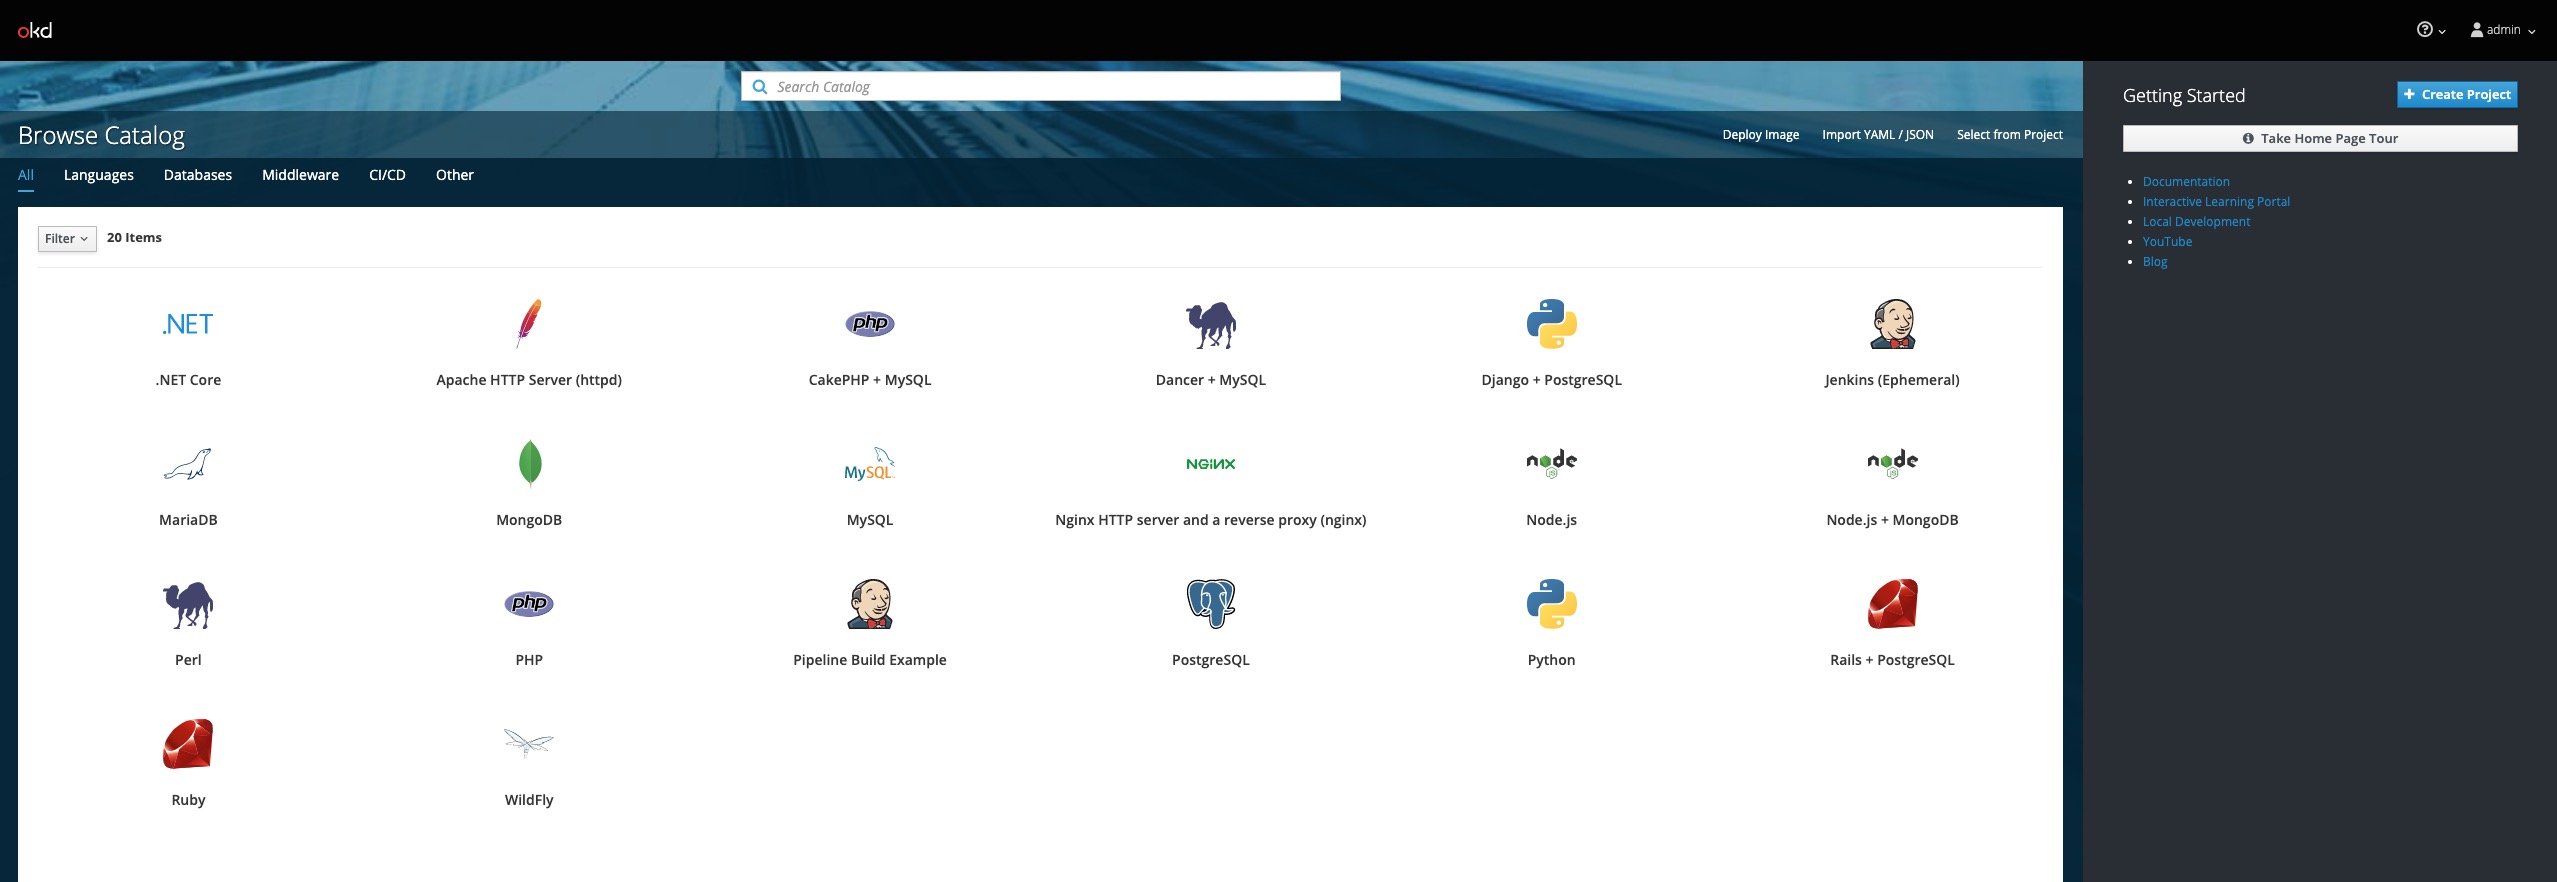 okd
admin
Search Catalog
Browse Catalog
Deploy Image Import YAML / JSON Select from Project
All Languages Databases Middleware CI/CD Other
Filter 20 Items
.NET php
.NET Core Apache HTTP Server (httpd) CakePHP + MySQL Dancer + MySQL Django + PostgreSQL Jenkins (Ephemeral)
MySQL NGINX node JS node JS
MariaDB MongoDB MySQL Nginx HTTP server and a reverse proxy (nginx) Node.js Node.js + MongoDB
php
Perl PHP Pipeline Build Example PostgreSQL Python Rails + PostgreSQL
Ruby WildFly
Getting Started + Create Project
Take Home Page Tour
Documentation
Interactive Learning Portal
Local Development
YouTube
Blog